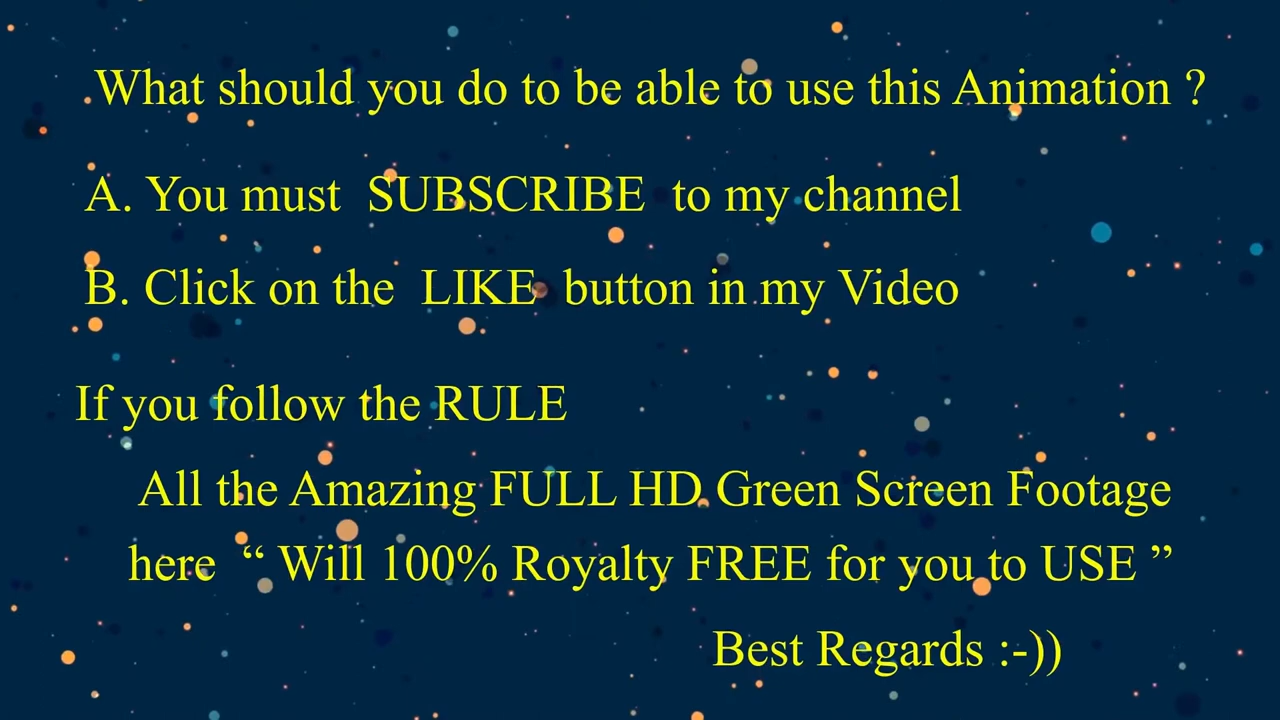 What should you do to be able to use this Animation ?
A. You must SUBSCRIBE to my channel
B. Click on the LIKE button in my Video
If you follow the RULE
All the Amazing FULL HD Green Screen Footage
here “ Will 100% Royalty FREE for you to USE ”
Best Regards :-))